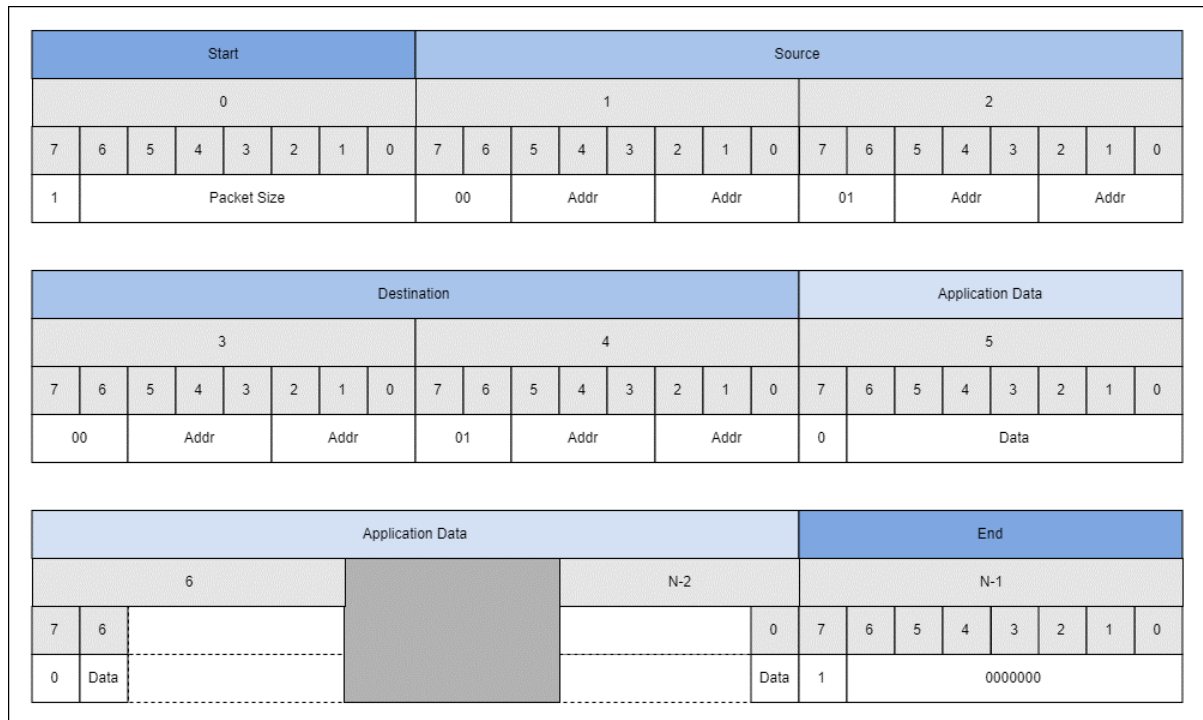 Start Source
0 1 2
7 6 5 4 3 2 1 0 7 6 5 4 3 2 1 0 7 6 5 4 3 2 1 0
1 Packet Size 00 Addr Addr 01 Addr Addr
Destination Application Data
3 4 5
7 6 5 4 3 2 1 0 7 6 5 4 3 2 1 0 7 6 5 4 3 2 1 0
00 Addr Addr 01 Addr Addr 0 Data
Application Data End
6 N-2 N-1
7 6 0 7 6 5 4 3 2 1 0
0 Data Data 1 0000000